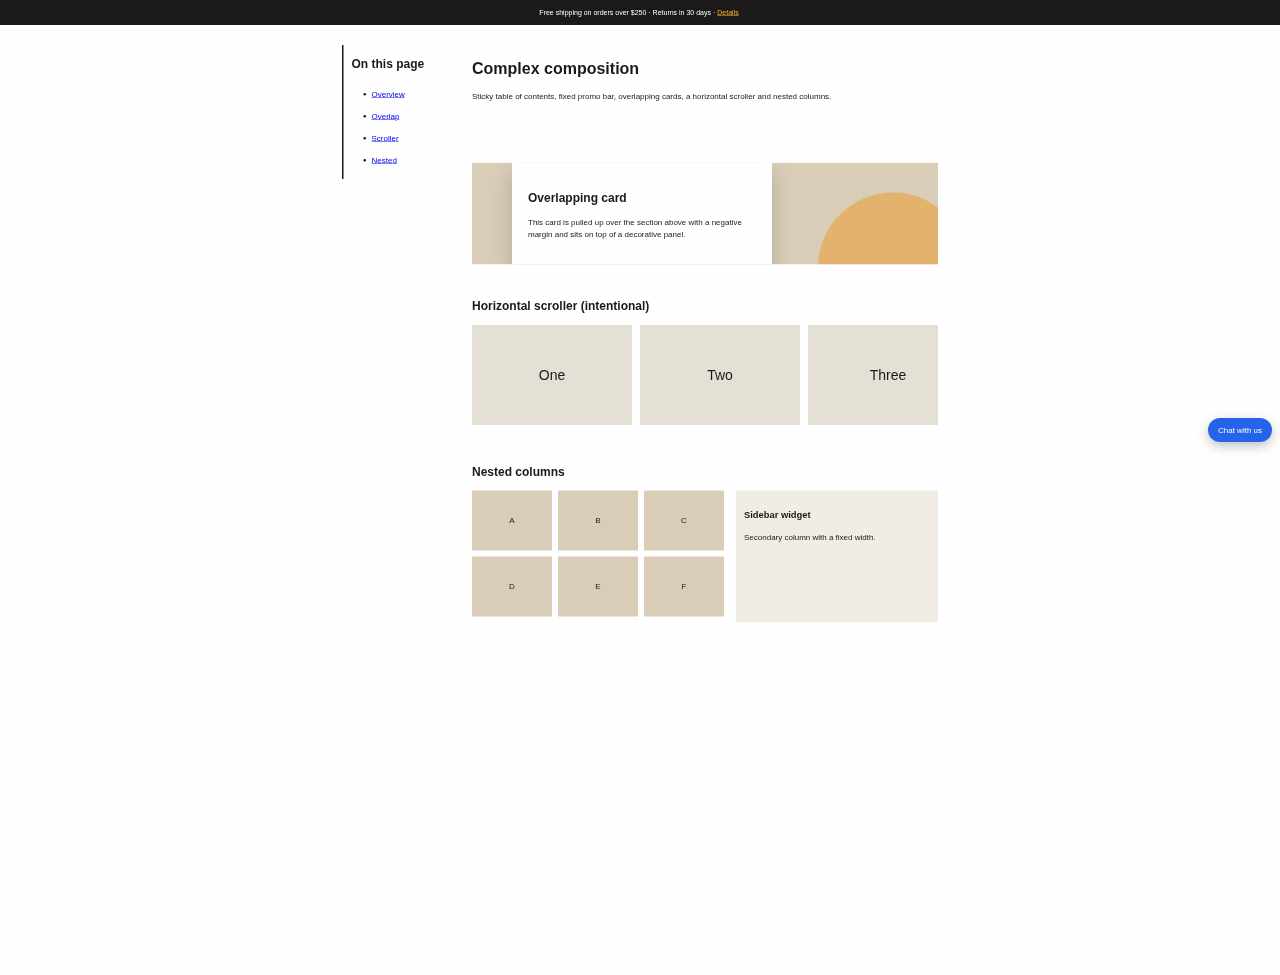 Free shipping on orders over $250 · Returns in 30 days · Details
On this page
Overview
Overlap
Scroller
Nested
Complex composition
Sticky table of contents, fixed promo bar, overlapping cards, a horizontal scroller and nested columns.
Overlapping card
This card is pulled up over the section above with a negative
margin and sits on top of a decorative panel.
Horizontal scroller (intentional)
One
Two
Three
Chat with us
Nested columns
A
B
C
D
E
F
Sidebar widget
Secondary column with a fixed width.